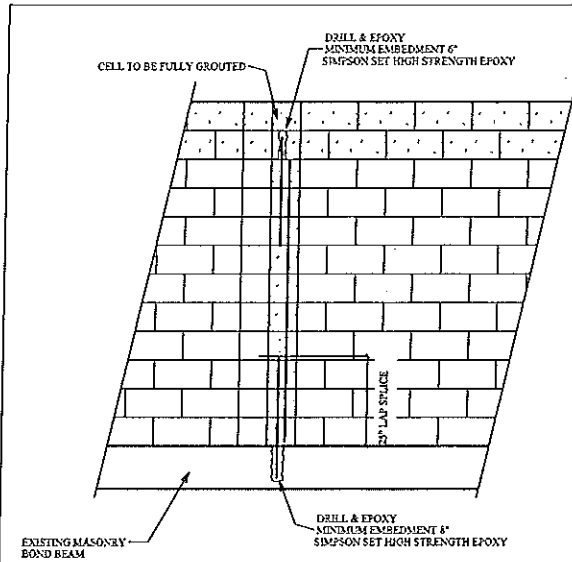 DRILL & EPOXY
MINIMUM EMBEDMENT 6"
SIMPSON SET HIGH STRENGTH EPOXY
CELL TO BE FULLY GROUTED
25" LAP SPLICE
DRILL & EPOXY
MINIMUM EMBEDMENT 8"
SIMPSON SET HIGH STRENGTH EPOXY
EXISTING MASONRY
BOND BEAM